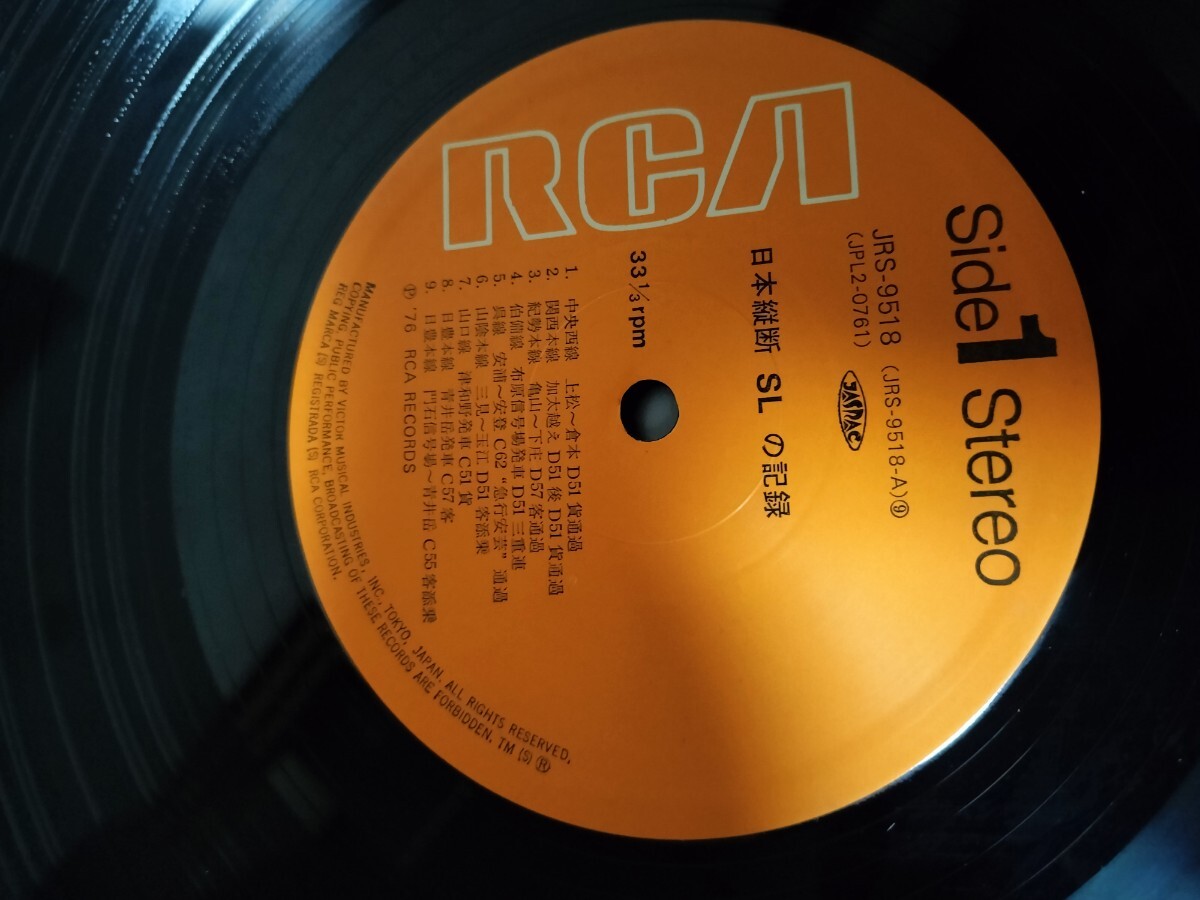 Side 1 Stereo
JRS-9518 (JRS-9518-A)⑨
(JPL2-0761)
JASRAC
日本縦断 SL の記録
RCA
33 1/3 rpm
1. 中央西線 上松〜倉本 D51 貨通過
2. 関西本線 加太越え D51 後 D51 貨通過
3. 紀勢本線 亀山〜下庄 D57 客通過
4. 伯備線 布原信号場発車 D51 三重連
5. 呉線 安浦〜安登 C62 “急行安芸” 通過
6. 山陰本線 三見〜玉江 D51 客添乗
7. 山口線 津和野発車 C51 貨
8. 日豊本線 青井岳発車 C57 客
9. 日豊本線 門石信号場〜青井岳 C55 客添乗
Ⓟ '76 RCA RECORDS
MANUFACTURED BY VICTOR MUSICAL INDUSTRIES, INC., TOKYO, JAPAN. ALL RIGHTS RESERVED.
COPYING, PUBLIC PERFORMANCE, BROADCASTING OF THESE RECORDS ARE FORBIDDEN. TM (S) ®
REG MARCA (S) REGISTRADA (S) RCA CORPORATION.